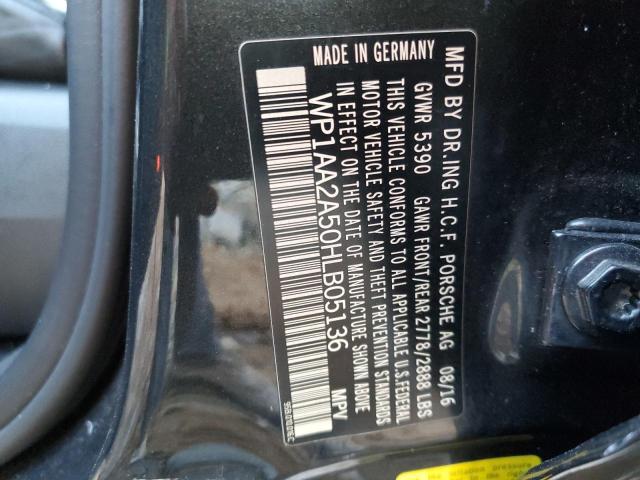 MFD BY DR.ING H.C.F. PORSCHE AG 08/16
GVWR 5390 GAWR FRONT/REAR 2778/2888 LBS
THIS VEHICLE CONFORMS TO ALL APPLICABLE U.S.FEDERAL
MOTOR VEHICLE SAFETY AND THEFT PREVENTION STANDARDS
IN EFFECT ON THE DATE OF MANUFACTURE SHOWN ABOVE
WP1AA2A50HLB05136 MPV
MADE IN GERMANY